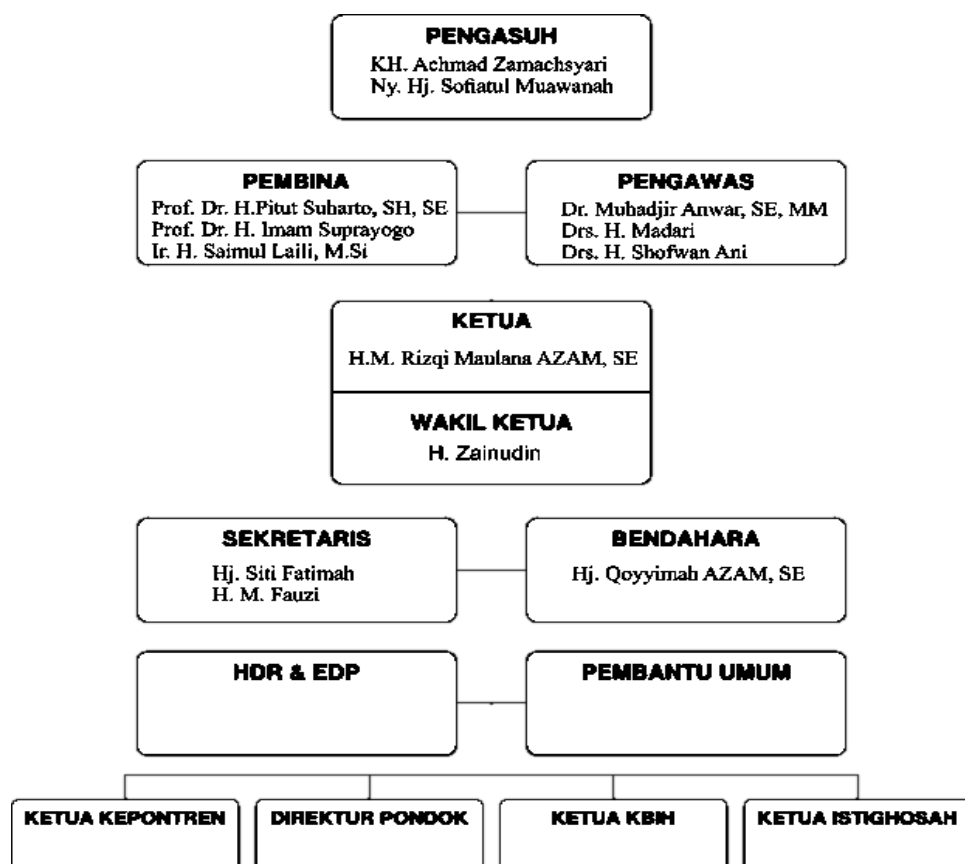 PENGASUH
KH. Achmad Zamachsyari
Ny. Hj. Sofiatul Muawanah
PEMBINA
Prof. Dr. H.Pitut Suharto, SH, SE
Prof. Dr. H. Imam Suprayogo
Ir. H. Saimul Laili, M.Si
PENGAWAS
Dr. Muhadjir Anwar, SE, MM
Drs. H. Madari
Drs. H. Shofwan Ani
KETUA
H.M. Rizqi Maulana AZAM, SE
WAKIL KETUA
H. Zainudin
SEKRETARIS
Hj. Siti Fatimah
H. M. Fauzi
BENDAHARA
Hj. Qoyyimah AZAM, SE
HDR & EDP
PEMBANTU UMUM
KETUA KEPONTREN
DIREKTUR PONDOK
KETUA KBIH
KETUA ISTIGHOSAH